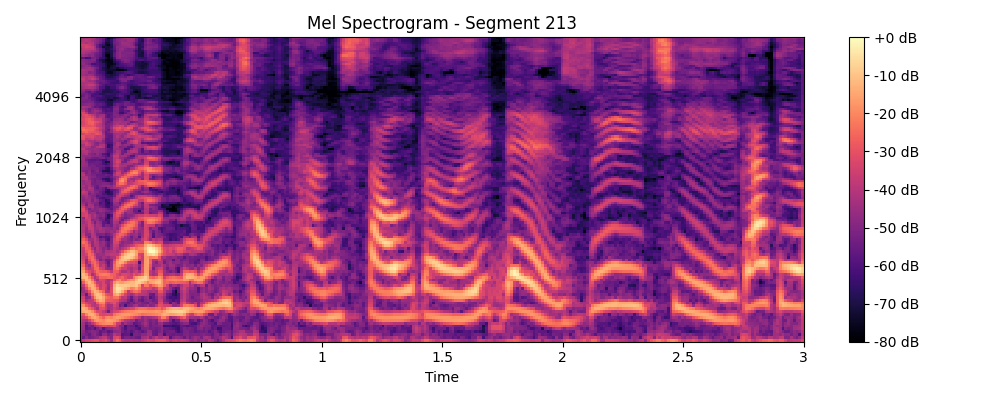 Mel Spectrogram - Segment 213
Frequency
4096
2048
1024
512
0
0 0.5 1 1.5 2 2.5 3
Time
+0 dB
-10 dB
-20 dB
-30 dB
-40 dB
-50 dB
-60 dB
-70 dB
-80 dB